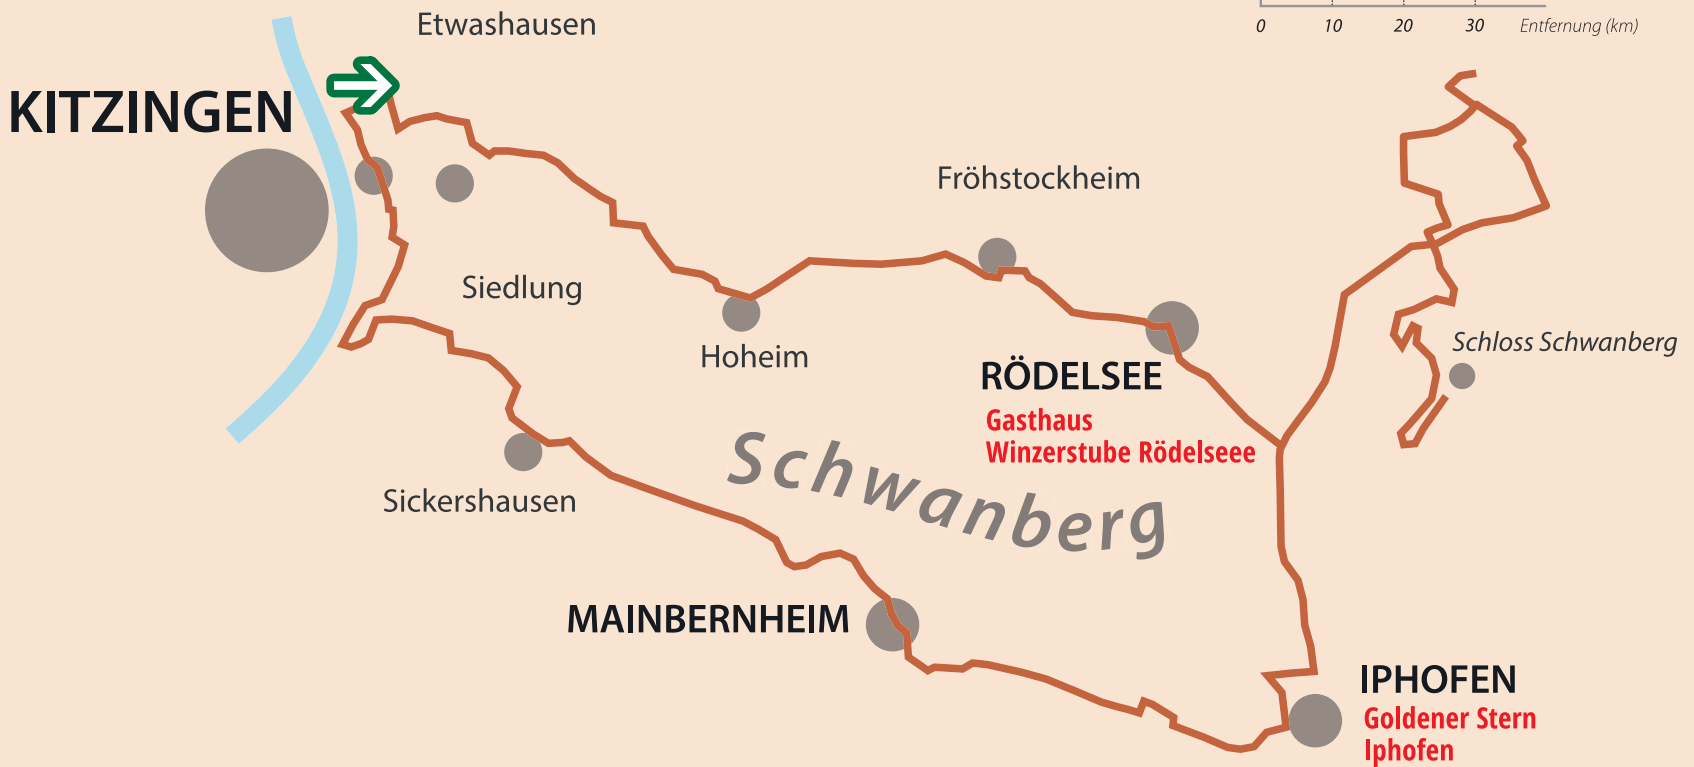 Etwashausen
0 10 20 30 Entfernung (km)
KITZINGEN
Fröhstockheim
Siedlung
Hoheim
Schloss Schwanberg
RÖDELSEE
Gasthaus
Winzerstube Rödelseee
Schwanberg
Sickershausen
MAINBERNHEIM
IPHOFEN
Goldener Stern
Iphofen